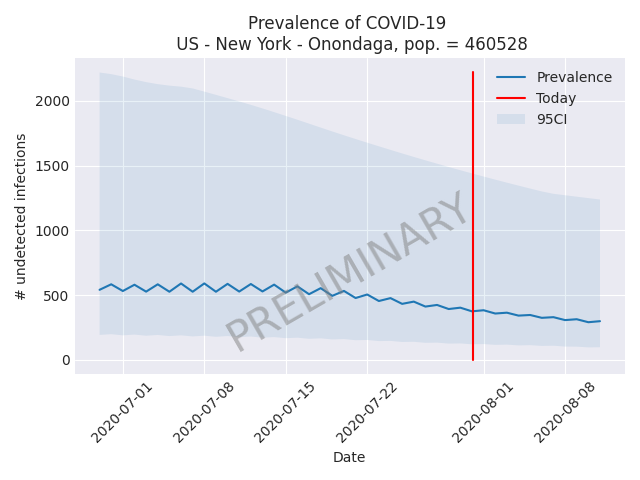 Prevalence of COVID-19
US - New York - Onondaga, pop. = 460528
Prevalence
Today
95CI
# undetected infections
2000
1500
1000
500
0
PRELIMINARY
2020-07-01
2020-07-08
2020-07-15
2020-07-22
2020-08-01
2020-08-08
Date